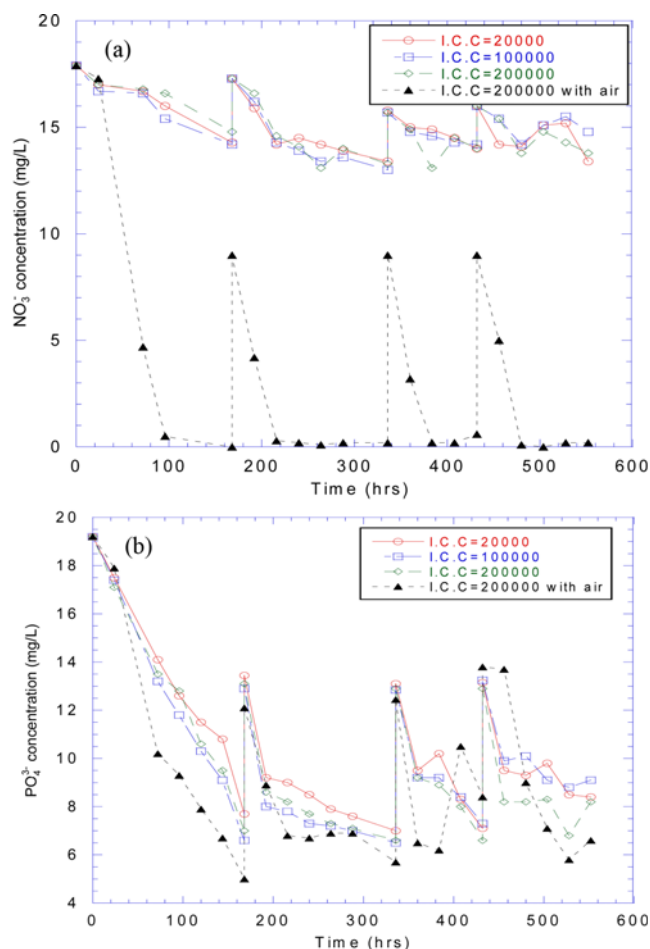 (a)
I.C.C=20000
I.C.C=100000
I.C.C=200000
I.C.C=200000 with air
20
15
10
5
0
NO₃⁻ concentration (mg/L)
0 100 200 300 400 500 600
Time (hrs)
(b)
I.C.C=20000
I.C.C=100000
I.C.C=200000
I.C.C=200000 with air
20
18
16
14
12
10
8
6
4
PO₄³⁻ concentration (mg/L)
0 100 200 300 400 500 600
Time (hrs)